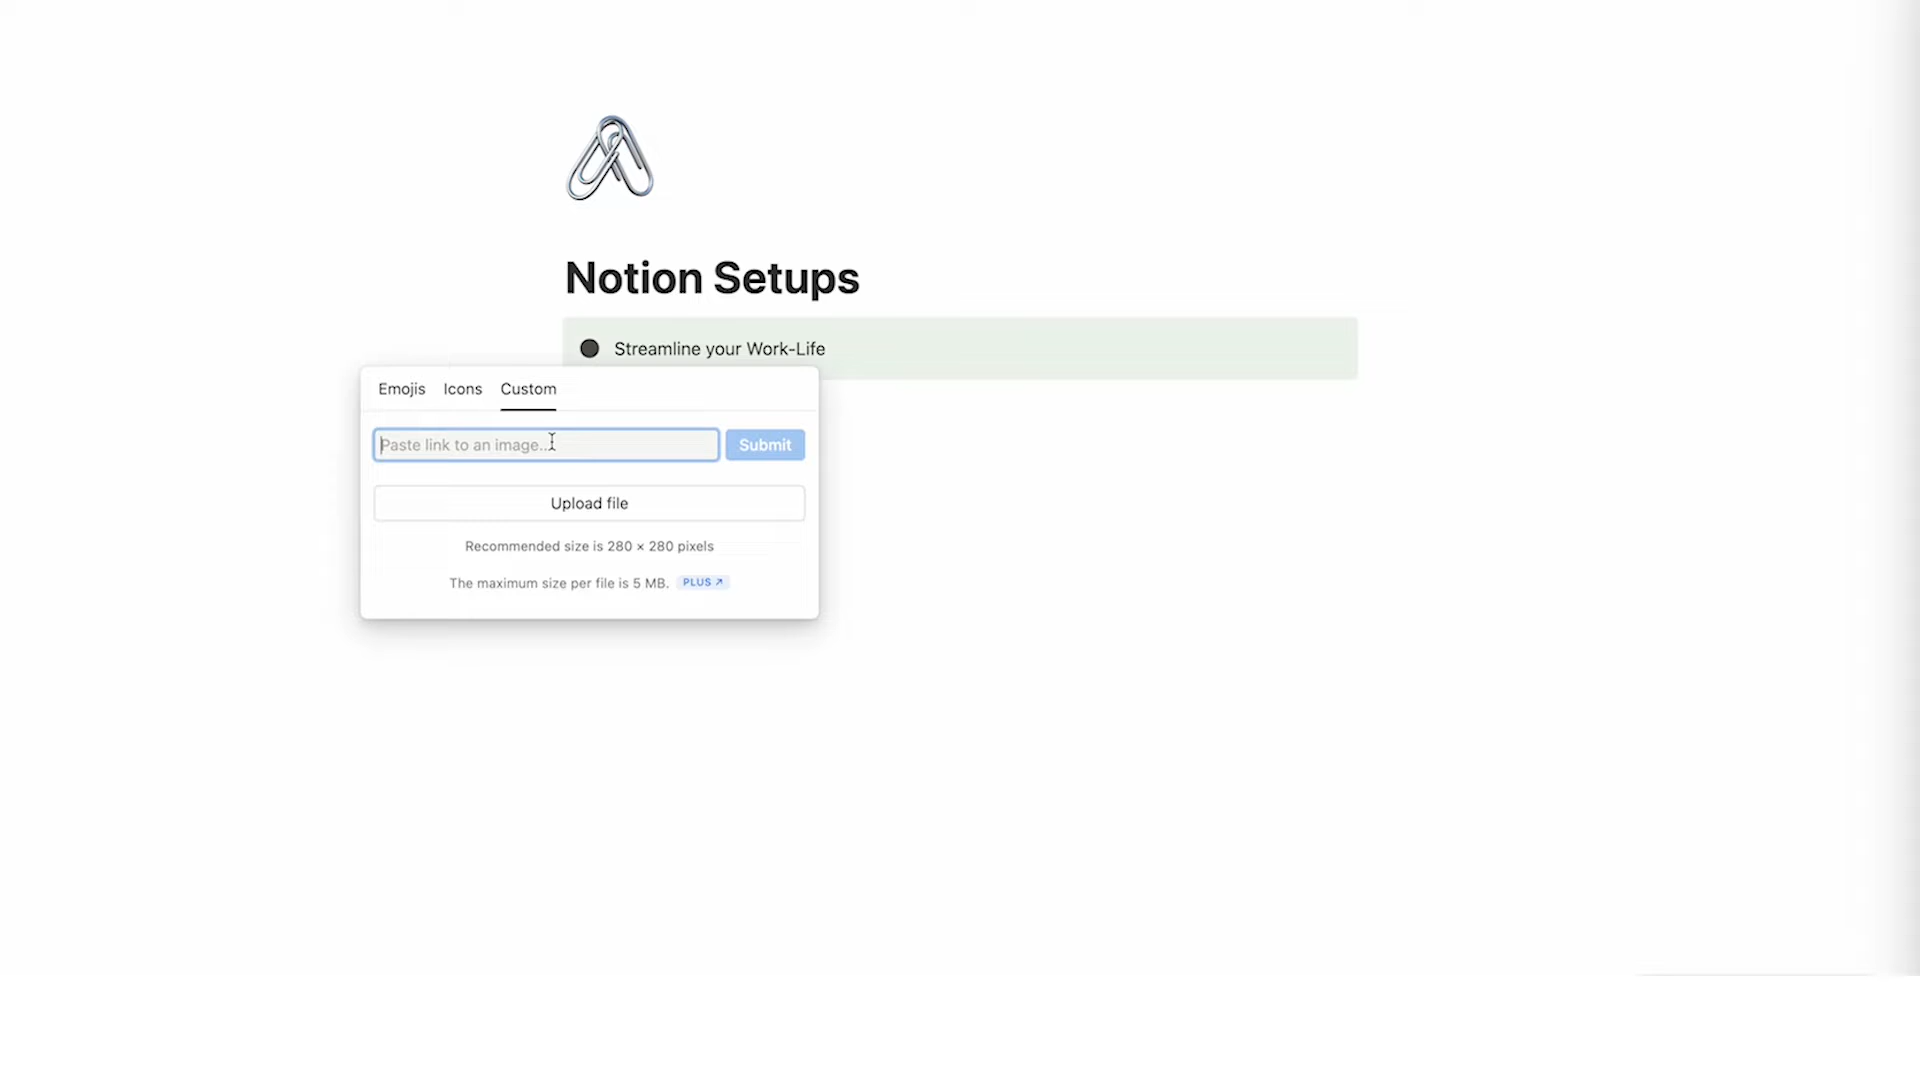 Notion Setups
Streamline your Work-Life
Emojis Icons Custom
Paste link to an image...
Submit
Upload file
Recommended size is 280 × 280 pixels
The maximum size per file is 5 MB. PLUS ↗